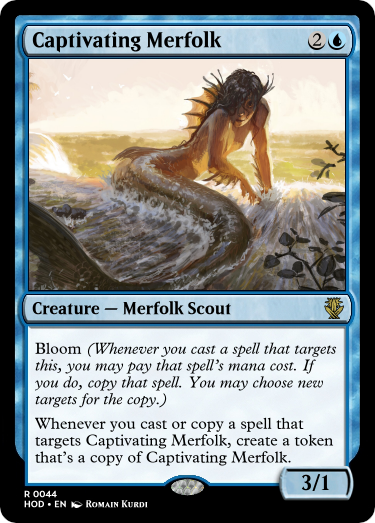 Captivating Merfolk 2
Creature — Merfolk Scout
Bloom (Whenever you cast a spell that targets
this, you may pay that spell's mana cost. If
you do, copy that spell. You may choose new
targets for the copy.)
Whenever you cast or copy a spell that
targets Captivating Merfolk, create a token
that's a copy of Captivating Merfolk.
3/1
R 0044
HOD • EN Romain Kurdi